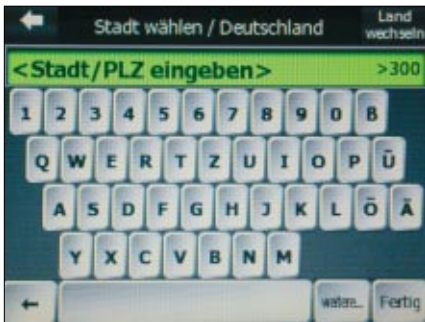 Stadt wählen / Deutschland
Land wechseln
<Stadt/PLZ eingeben> >300
1 2 3 4 5 6 7 8 9 0 ß
Q W E R T Z U I O P Ü
A S D F G H J K L Ö Ä
Y X C V B N M
← weitere... Fertig